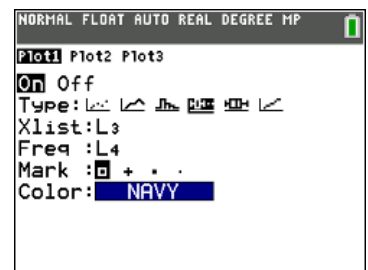 NORMAL FLOAT AUTO REAL DEGREE MP
Plot1 Plot2 Plot3
On Off
Type:
Xlist:L₃
Freq :L₄
Mark :
Color: NAVY